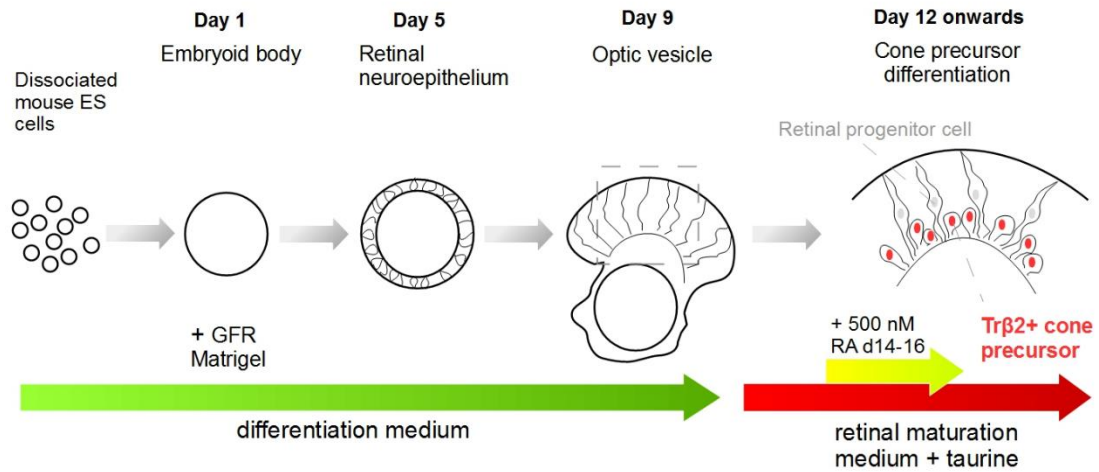 Dissociated
mouse ES
cells
Day 1
Embryoid body
Day 5
Retinal
neuroepithelium
Day 9
Optic vesicle
Day 12 onwards
Cone precursor
differentiation
Retinal progenitor cell
+ GFR
Matrigel
+ 500 nM
RA d14-16
Trβ2+ cone
precursor
differentiation medium
retinal maturation
medium + taurine